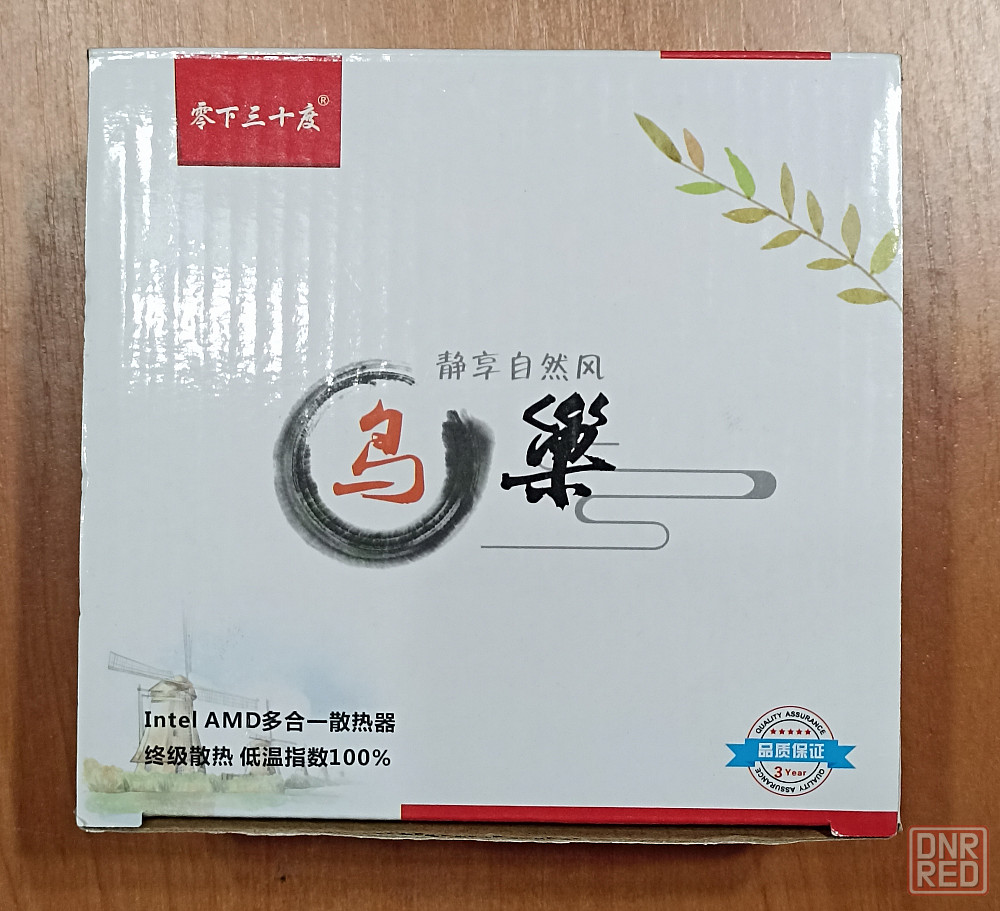 零下三十度®
静享自然风
鸟巢
Intel AMD多合一散热器
终级散热 低温指数100%
QUALITY ASSURANCE
品质保证
3 Year
QUALITY ASSURANCE
DNR
RED